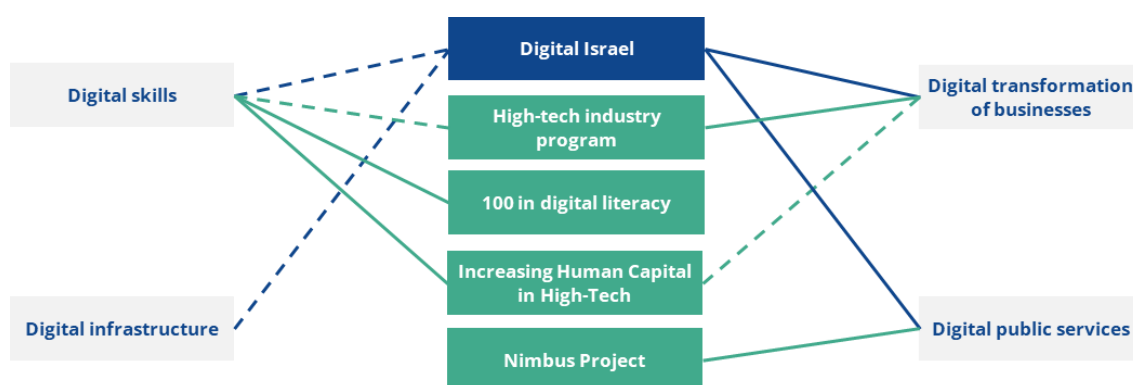 Digital skills
Digital infrastructure
Digital Israel
High-tech industry
program
100 in digital literacy
Increasing Human Capital
in High-Tech
Nimbus Project
Digital transformation
of businesses
Digital public services